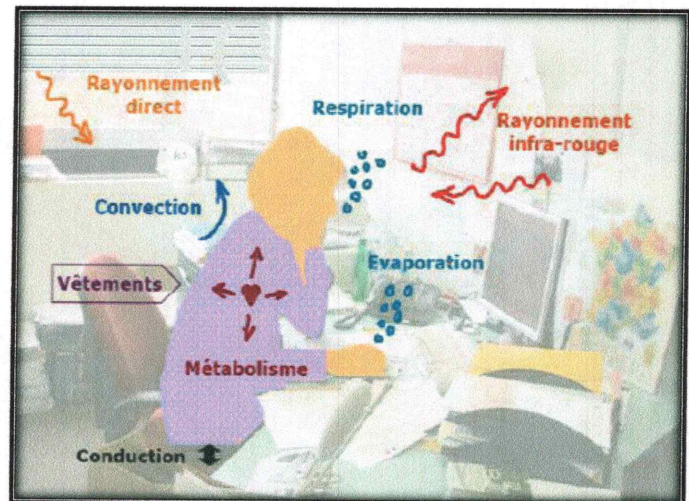 Rayonnement
direct
Respiration
Rayonnement
infra-rouge
Convection
Vêtements
Evaporation
Métabolisme
Conduction